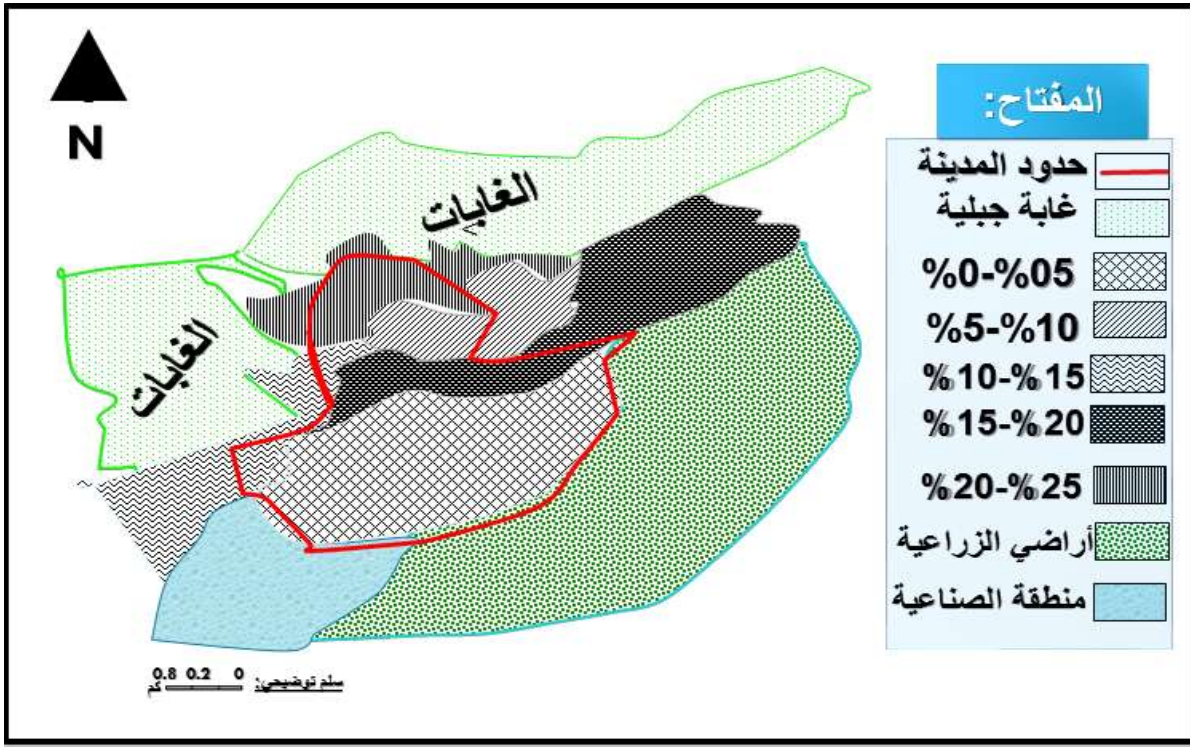 N
الغابات
الغابات
المفتاح:
حدود المدينة
غابة جبلية
%0-%05
%5-%10
%10-%15
%15-%20
%20-%25
أراضي الزراعية
منطقة الصناعية
سلم توضيحي: 0 0.2 0.8
كم